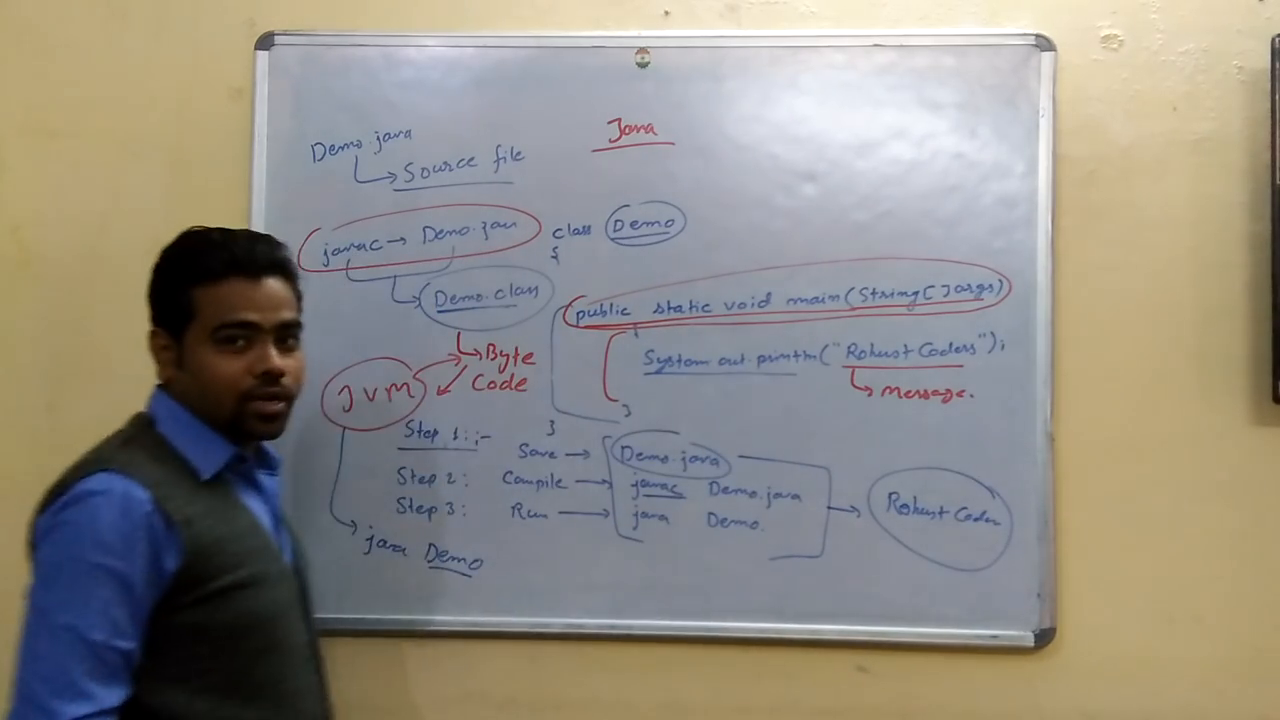 Java
Demo.java
Source file
javac → Demo.java
Demo.class
Byte
Code
JVM
java Demo
class Demo
{
public static void main(String[] args)
{
System.out.println("Robust Coders");
Message.
}
}
Step 1:- Save → Demo.java
Step 2: Compile → javac Demo.java
Step 3: Run → java Demo.
Robust Coder